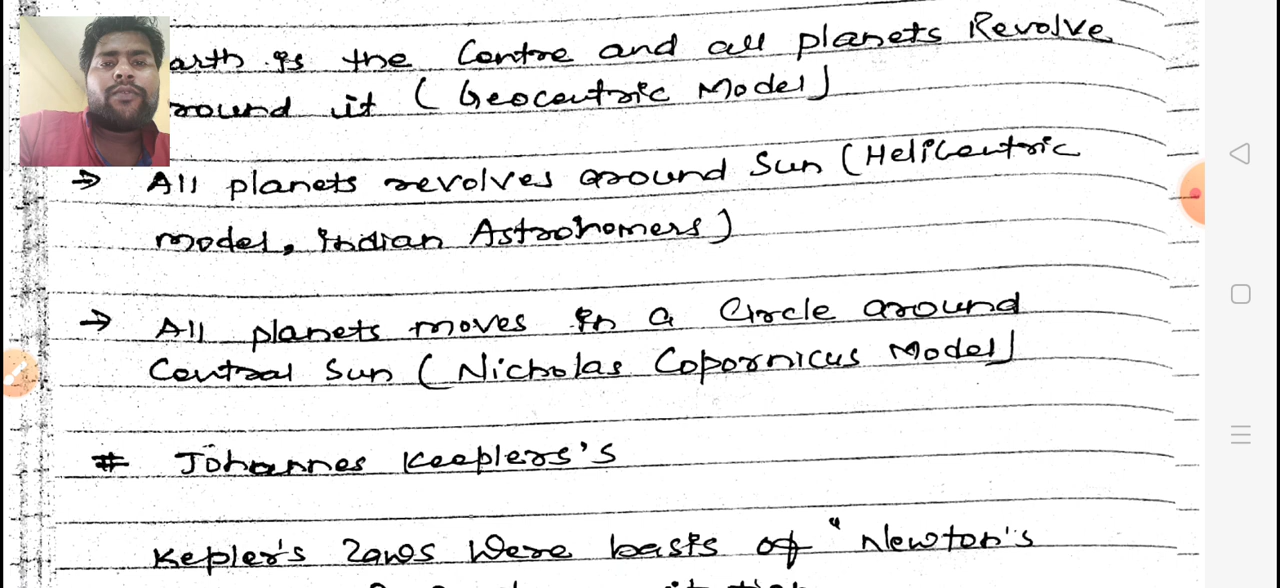 arth is the Centre and all planets Revolve
round it (Geocentric Model)
→ All planets revolves around Sun (Helicentric
model, Indian Astronomers)
→ All planets moves in a Circle around
Central Sun (Nicholas Copornicus Model)
# Johannes Keeplers's
Kepler's Laws Were basis of "Newton's